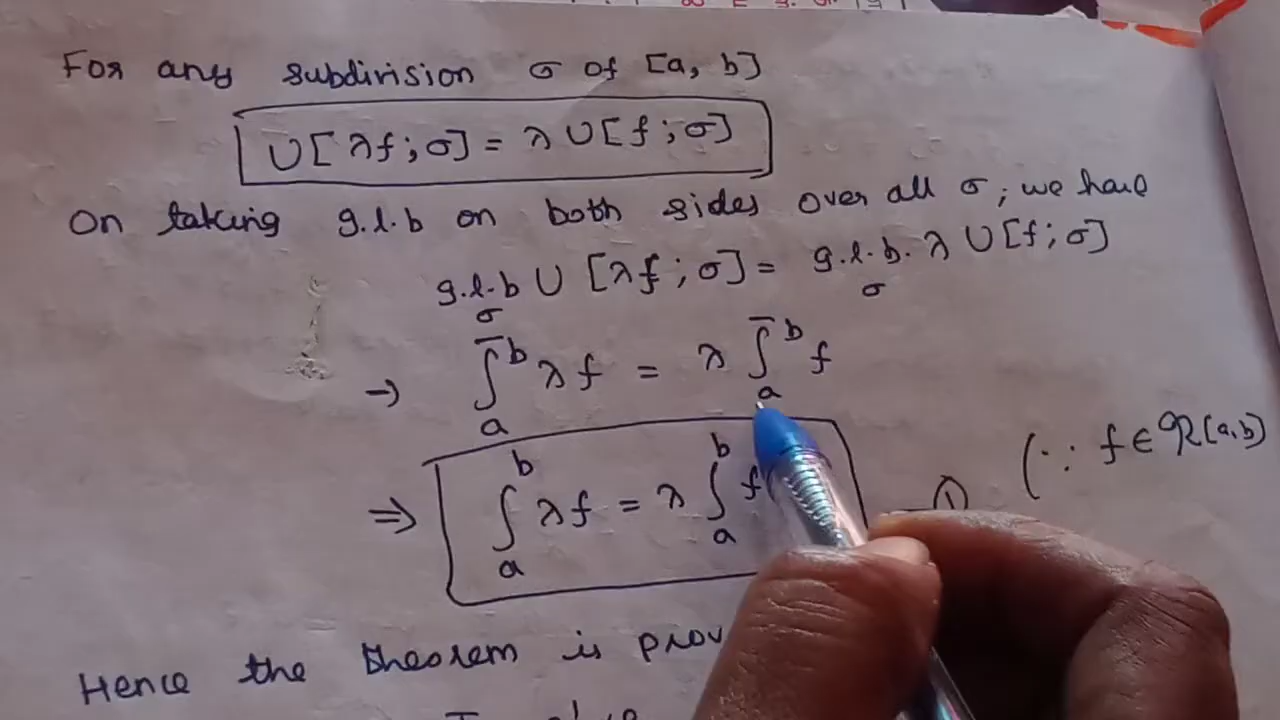 For any subdivision σ of [a, b]
U[λf;σ] = λ U[f;σ]
On taking g.l.b on both sides over all σ; we have
g.l.b U [λf;σ] = g.l.b. λ U[f;σ]
σ σ
→ ∫̄ₐᵇ λf = λ ∫̄ₐᵇ f
⇒ ∫ₐᵇ λf = λ ∫ₐᵇ f — ① (∵ f ∈ R[a,b]
Hence the theorem is